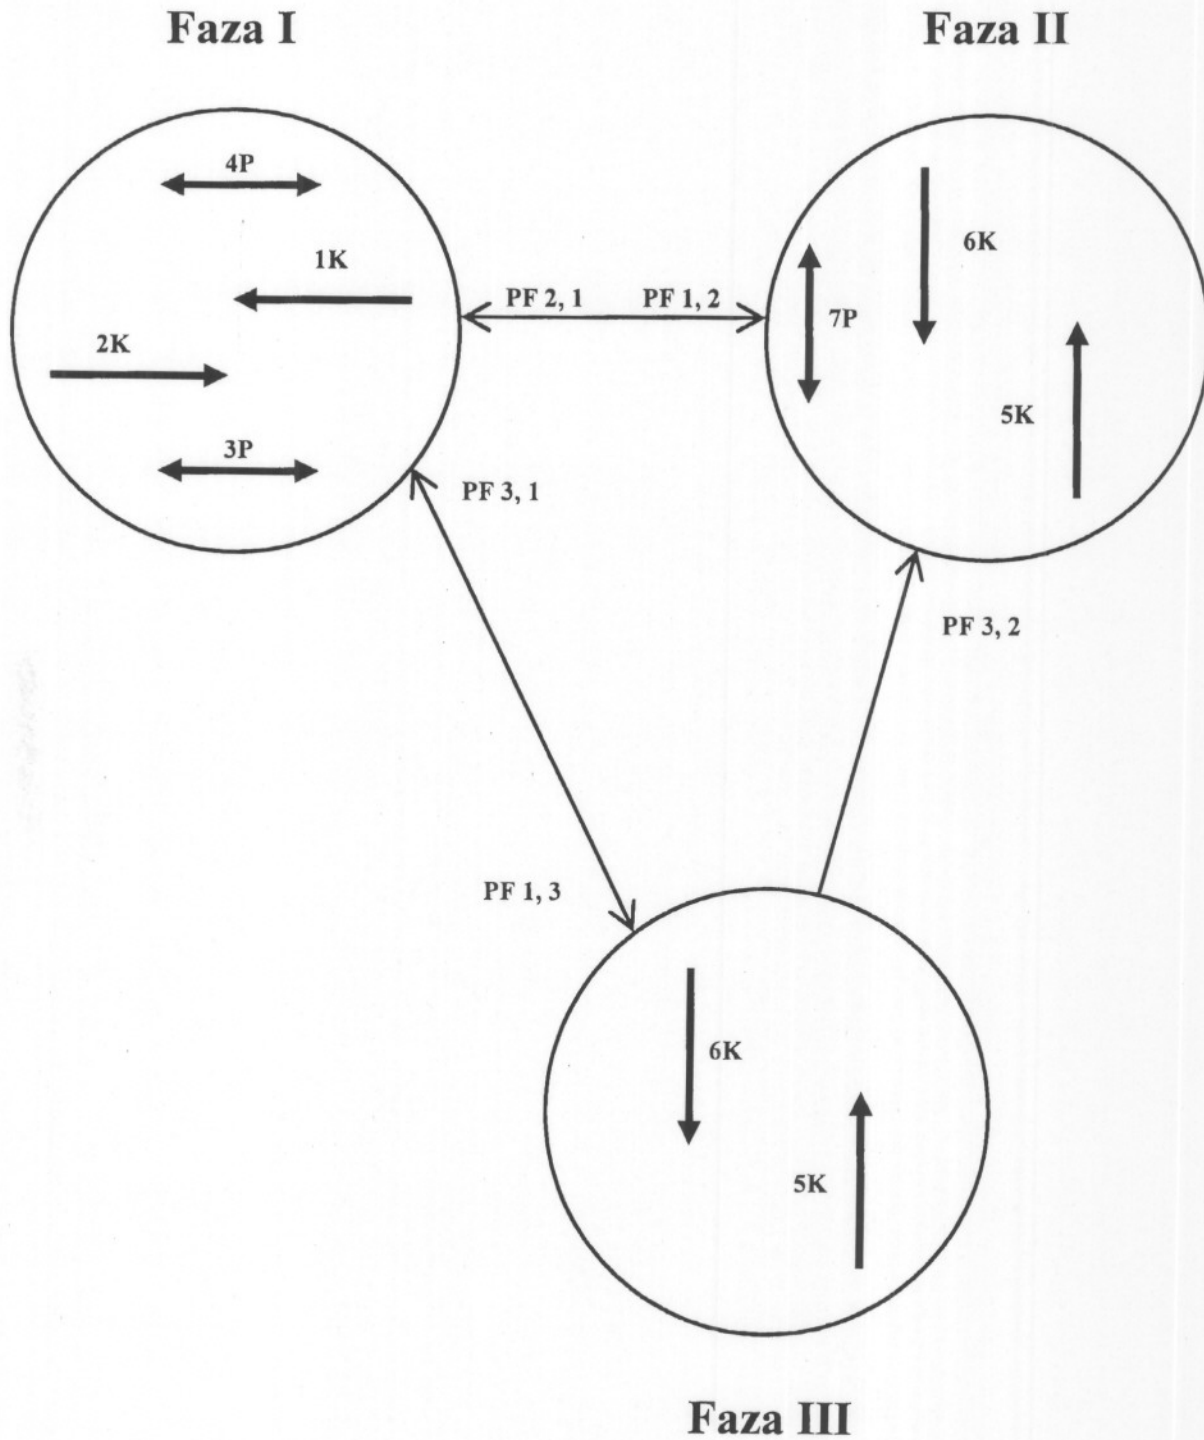 Faza I
Faza II
4P
1K
2K
3P
PF 2, 1
PF 1, 2
6K
7P
5K
PF 3, 1
PF 3, 2
PF 1, 3
6K
5K
Faza III